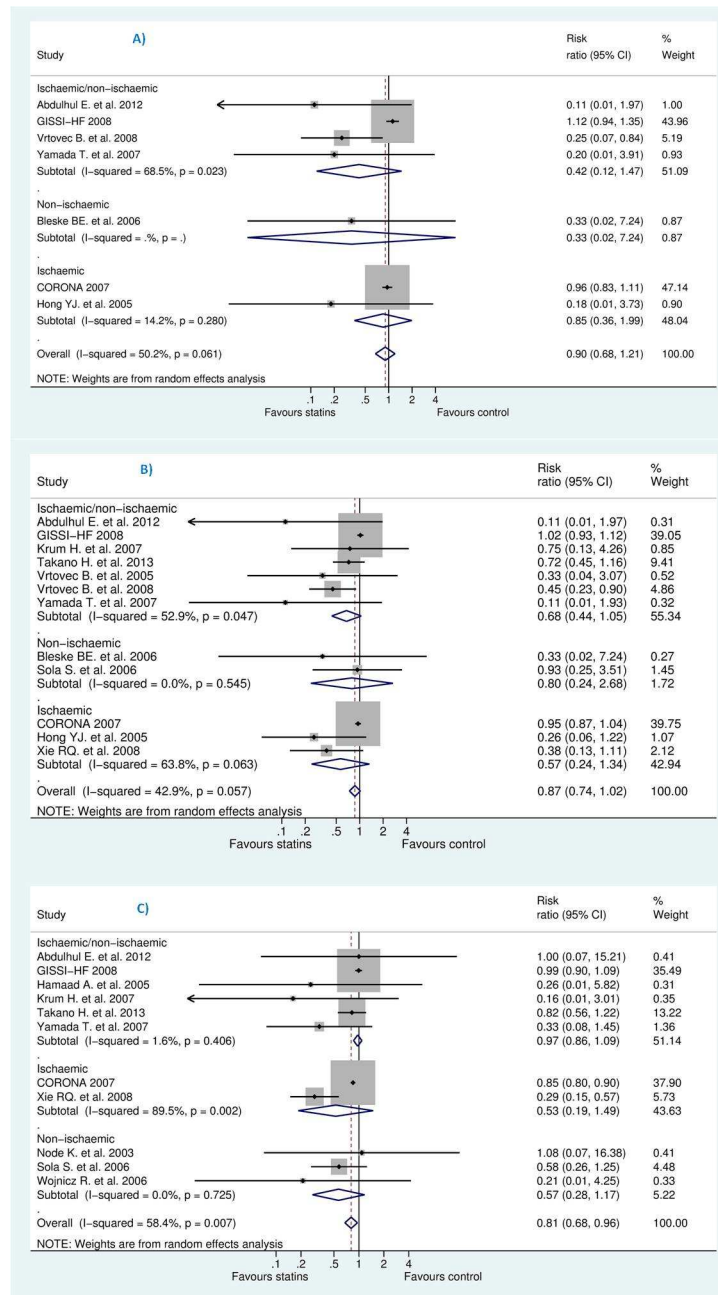 A)
Risk %
Study ratio (95% CI) Weight
Ischaemic/non-ischaemic
Abdulhul E. et al. 2012 0.11 (0.01, 1.97) 1.00
GISSI-HF 2008 1.12 (0.94, 1.35) 43.96
Vrtovec B. et al. 2008 0.25 (0.07, 0.84) 5.19
Yamada T. et al. 2007 0.20 (0.01, 3.91) 0.93
Subtotal (I-squared = 68.5%, p = 0.023) 0.42 (0.12, 1.47) 51.09
.
Non-ischaemic
Bleske BE. et al. 2006 0.33 (0.02, 7.24) 0.87
Subtotal (I-squared = .%, p = .) 0.33 (0.02, 7.24) 0.87
.
Ischaemic
CORONA 2007 0.96 (0.83, 1.11) 47.14
Hong YJ. et al. 2005 0.18 (0.01, 3.73) 0.90
Subtotal (I-squared = 14.2%, p = 0.280) 0.85 (0.36, 1.99) 48.04
.
Overall (I-squared = 50.2%, p = 0.061) 0.90 (0.68, 1.21) 100.00
NOTE: Weights are from random effects analysis
.1 .2 .5 1 2 4
Favours statins Favours control
B)
Risk %
Study ratio (95% CI) Weight
Ischaemic/non-ischaemic
Abdulhul E. et al. 2012 0.11 (0.01, 1.97) 0.31
GISSI-HF 2008 1.02 (0.93, 1.12) 39.05
Krum H. et al. 2007 0.75 (0.13, 4.26) 0.85
Takano H. et al. 2013 0.72 (0.45, 1.16) 9.41
Vrtovec B. et al. 2005 0.33 (0.04, 3.07) 0.52
Vrtovec B. et al. 2008 0.45 (0.23, 0.90) 4.86
Yamada T. et al. 2007 0.11 (0.01, 1.93) 0.32
Subtotal (I-squared = 52.9%, p = 0.047) 0.68 (0.44, 1.05) 55.34
.
Non-ischaemic
Bleske BE. et al. 2006 0.33 (0.02, 7.24) 0.27
Sola S. et al. 2006 0.93 (0.25, 3.51) 1.45
Subtotal (I-squared = 0.0%, p = 0.545) 0.80 (0.24, 2.68) 1.72
.
Ischaemic
CORONA 2007 0.95 (0.87, 1.04) 39.75
Hong YJ. et al. 2005 0.26 (0.06, 1.22) 1.07
Xie RQ. et al. 2008 0.38 (0.13, 1.11) 2.12
Subtotal (I-squared = 63.8%, p = 0.063) 0.57 (0.24, 1.34) 42.94
.
Overall (I-squared = 42.9%, p = 0.057) 0.87 (0.74, 1.02) 100.00
NOTE: Weights are from random effects analysis
.1 .2 .5 1 2 4
Favours statins Favours control
C)
Risk %
Study ratio (95% CI) Weight
Ischaemic/non-ischaemic
Abdulhul E. et al. 2012 1.00 (0.07, 15.21) 0.41
GISSI-HF 2008 0.99 (0.90, 1.09) 35.49
Hamaad A. et al. 2005 0.26 (0.01, 5.82) 0.31
Krum H. et al. 2007 0.16 (0.01, 3.01) 0.35
Takano H. et al. 2013 0.82 (0.56, 1.22) 13.22
Yamada T. et al. 2007 0.33 (0.08, 1.45) 1.36
Subtotal (I-squared = 1.6%, p = 0.406) 0.97 (0.86, 1.09) 51.14
.
Ischaemic
CORONA 2007 0.85 (0.80, 0.90) 37.90
Xie RQ. et al. 2008 0.29 (0.15, 0.57) 5.73
Subtotal (I-squared = 89.5%, p = 0.002) 0.53 (0.19, 1.49) 43.63
.
Non-ischaemic
Node K. et al. 2003 1.08 (0.07, 16.38) 0.41
Sola S. et al. 2006 0.58 (0.26, 1.25) 4.48
Wojnicz R. et al. 2006 0.21 (0.01, 4.25) 0.33
Subtotal (I-squared = 0.0%, p = 0.725) 0.57 (0.28, 1.17) 5.22
.
Overall (I-squared = 58.4%, p = 0.007) 0.81 (0.68, 0.96) 100.00
NOTE: Weights are from random effects analysis
.1 .2 .5 1 2 4
Favours statins Favours control